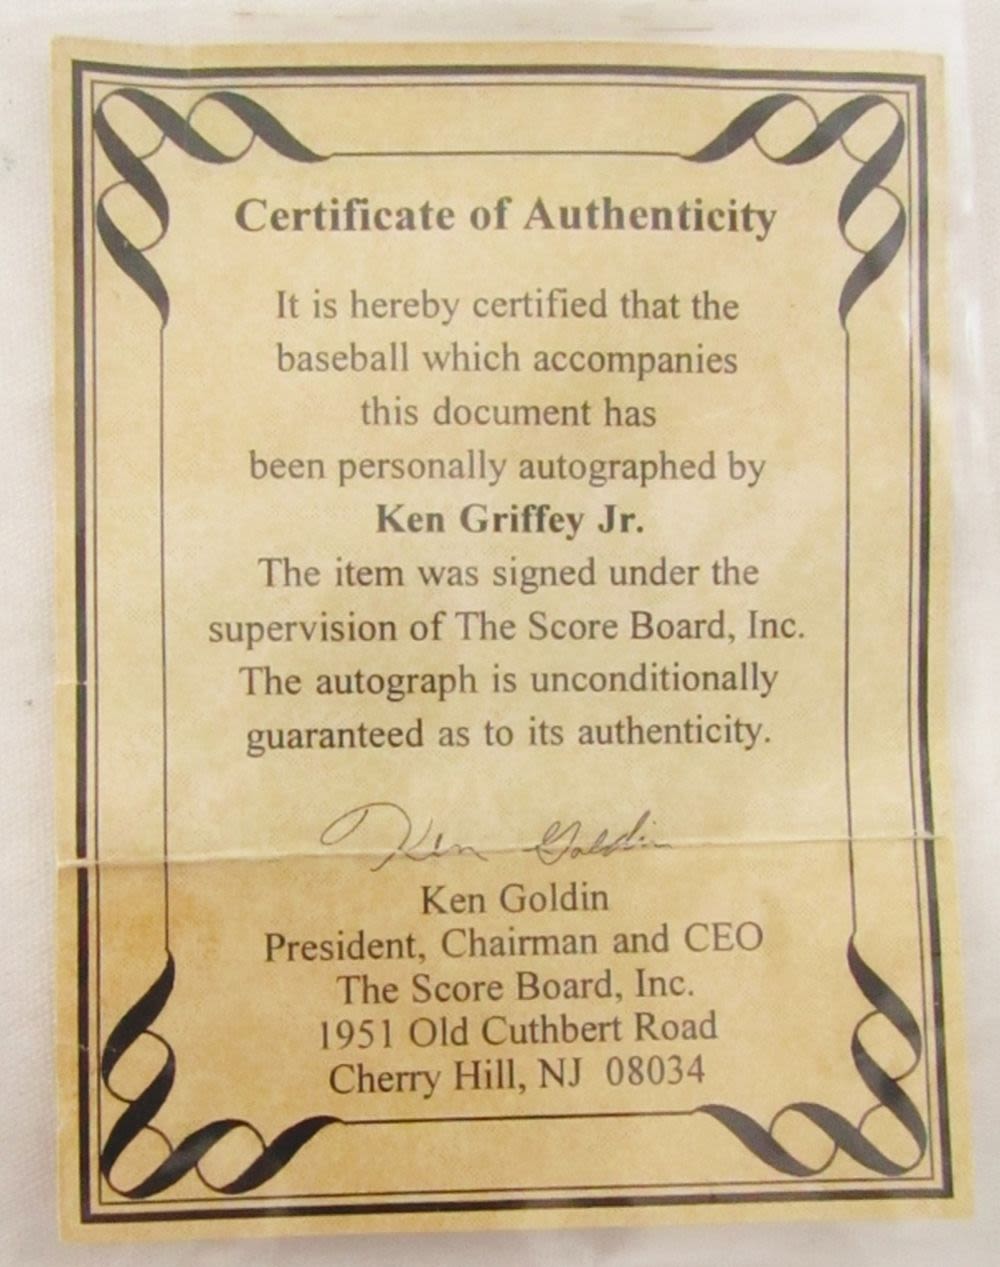 Certificate of Authenticity
It is hereby certified that the
baseball which accompanies
this document has
been personally autographed by
Ken Griffey Jr.
The item was signed under the
supervision of The Score Board, Inc.
The autograph is unconditionally
guaranteed as to its authenticity.
Ken Goldin
Ken Goldin
President, Chairman and CEO
The Score Board, Inc.
1951 Old Cuthbert Road
Cherry Hill, NJ 08034